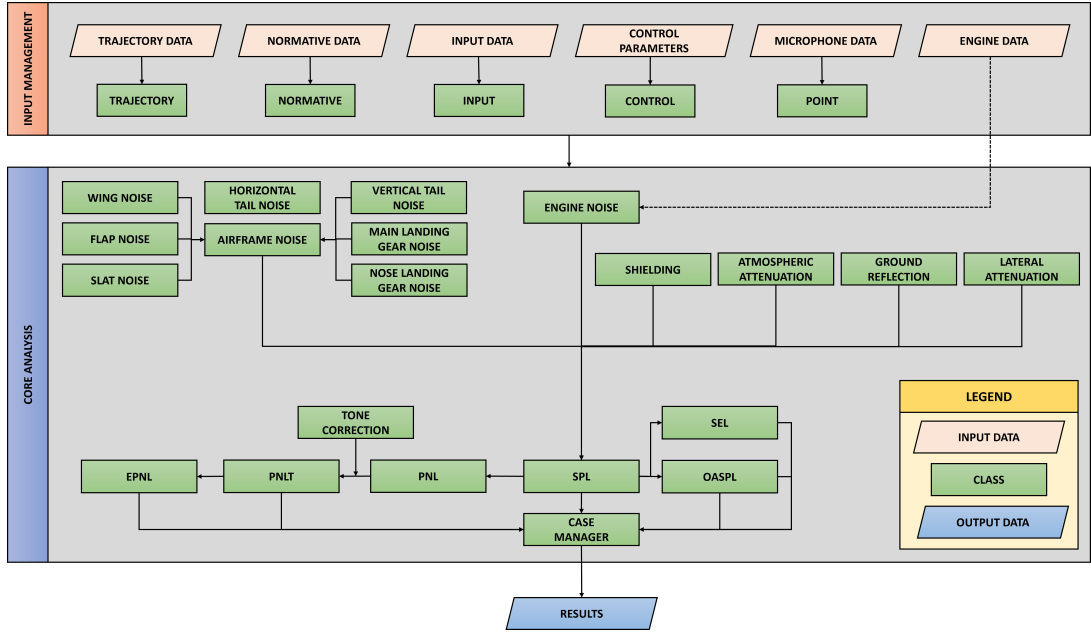 INPUT MANAGEMENT
TRAJECTORY DATA
NORMATIVE DATA
INPUT DATA
CONTROL
PARAMETERS
MICROPHONE DATA
ENGINE DATA
TRAJECTORY
NORMATIVE
INPUT
CONTROL
POINT
CORE ANALYSIS
WING NOISE
HORIZONTAL
TAIL NOISE
VERTICAL TAIL
NOISE
ENGINE NOISE
FLAP NOISE
AIRFRAME NOISE
MAIN LANDING
GEAR NOISE
SLAT NOISE
NOSE LANDING
GEAR NOISE
SHIELDING
ATMOSPHERIC
ATTENUATION
GROUND
REFLECTION
LATERAL
ATTENUATION
TONE
CORRECTION
SEL
EPNL
PNLT
PNL
SPL
OASPL
CASE
MANAGER
LEGEND
INPUT DATA
CLASS
OUTPUT DATA
RESULTS